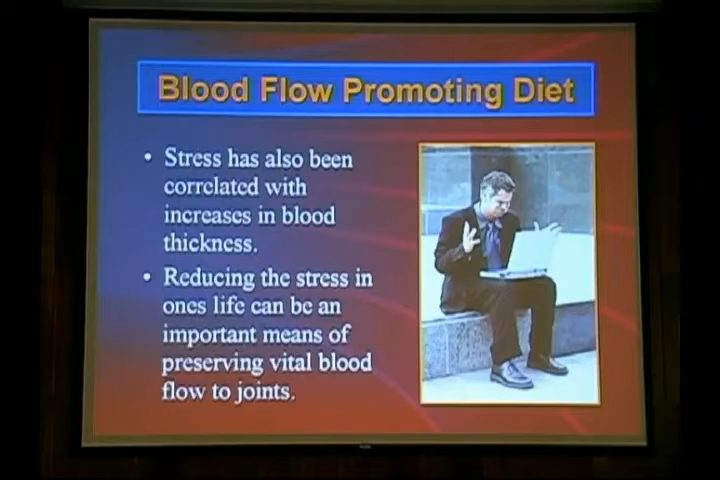 Blood Flow Promoting Diet
• Stress has also been
correlated with
increases in blood
thickness.
• Reducing the stress in
ones life can be an
important means of
preserving vital blood
flow to joints.